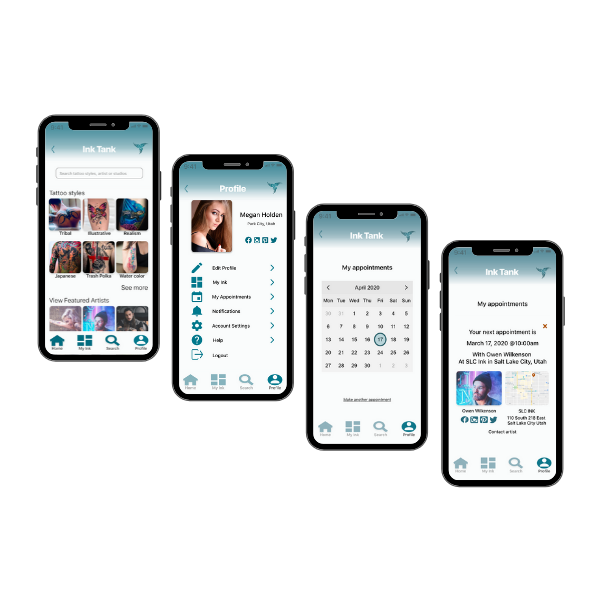 Ink Tank
Search tattoo styles, artist or studios
Tattoo styles
Tribal
Illustrative
Realism
Japanese
Trash Polka
Water color
See more
View Featured Artists
Home
My Ink
Search
Profile
9:41
Profile
Megan Holden
Park City, Utah
Edit Profile
My Ink
My Appointments
Notifications
Account Settings
Help
Logout
Home
My Ink
Search
Profile
9:41
Ink Tank
My appointments
April 2020
Mon Tue Wed Thu Fri Sat Sun
30 31 1 2 3 4 5
6 7 8 9 10 11 12
13 14 15 16 17 18 19
20 21 22 23 24 25 26
27 28 29 30 1 2 3
Make another appointment
Home
My Ink
Search
Profile
Ink Tank
My appointments
Your next appointment is
March 17, 2020 @10:00am
With Owen Wilkenson
At SLC Ink in Salt Lake City, Utah
Owen Wilkenson
SLC INK
110 South 218 East
Salt Lake City Utah
Contact artist
Home
My Ink
Search
Profile